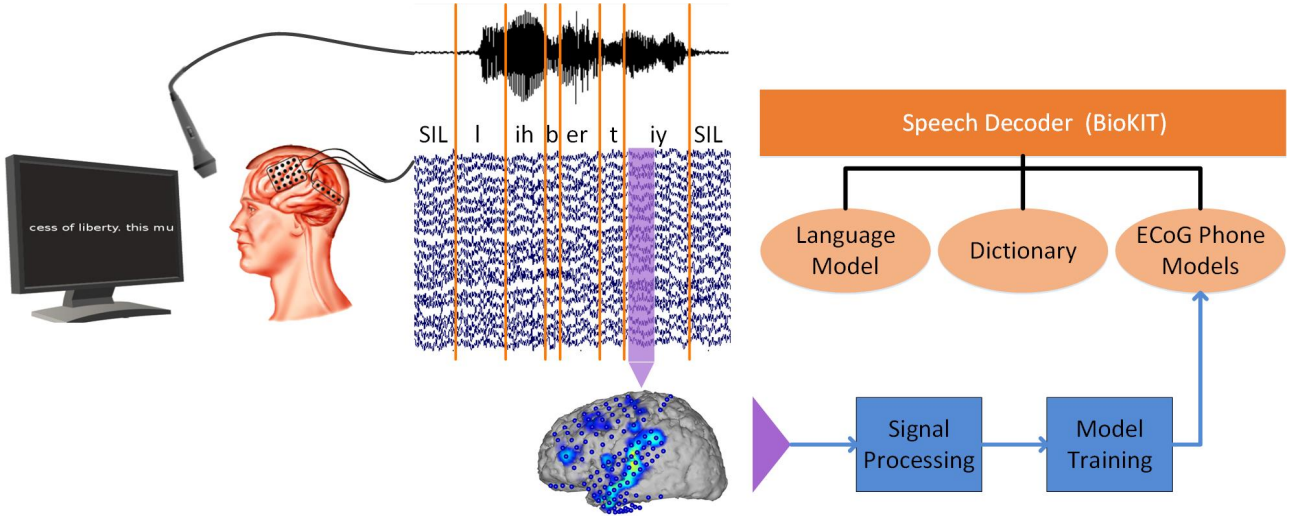 cess of liberty. this mu
SIL l ih b er t iy SIL
Speech Decoder (BioKIT)
Language
Model
Dictionary
ECoG Phone
Models
Signal
Processing
Model
Training